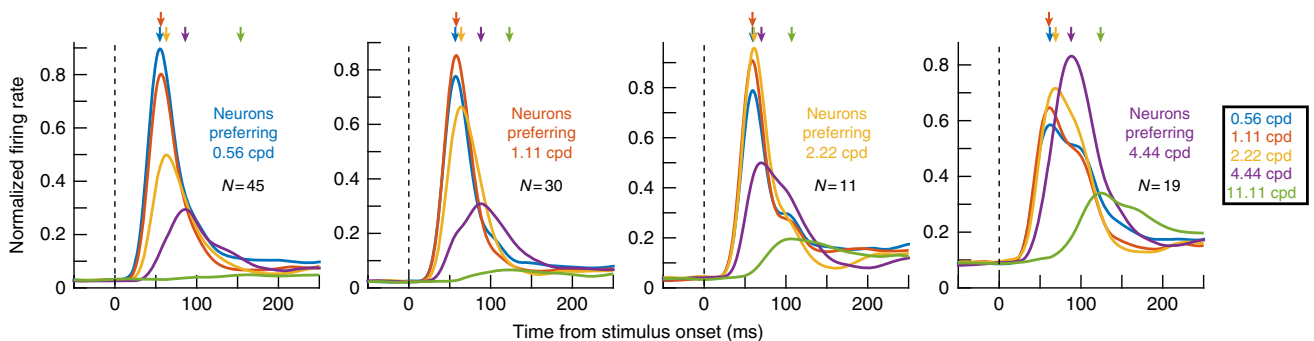 Normalized firing rate
0.8
0.6
0.4
0.2
0
0
100
200
Neurons
preferring
0.56 cpd
N=45
0.8
0.6
0.4
0.2
0
0
100
200
Neurons
preferring
1.11 cpd
N=30
0.8
0.6
0.4
0.2
0
0
100
200
Neurons
preferring
2.22 cpd
N=11
0.8
0.6
0.4
0.2
0
0
100
200
Neurons
preferring
4.44 cpd
N=19
0.56 cpd
1.11 cpd
2.22 cpd
4.44 cpd
11.11 cpd
Time from stimulus onset (ms)